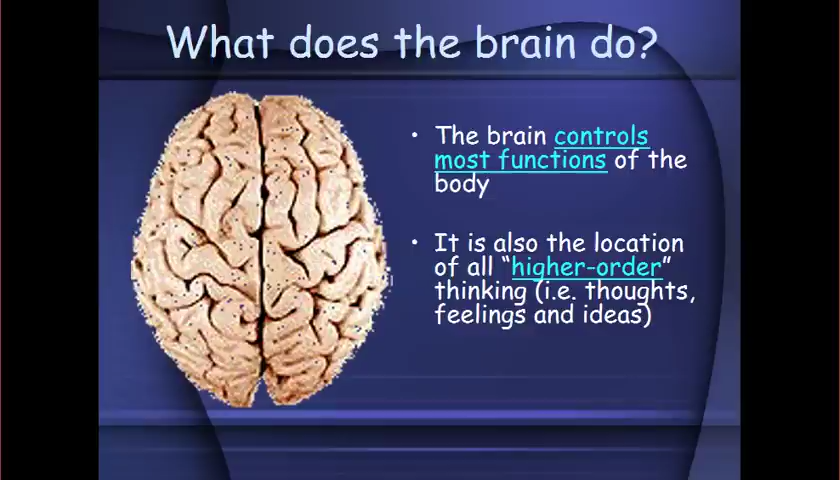 What does the brain do?
• The brain controls
most functions of the
body
• It is also the location
of all “higher-order”
thinking (i.e. thoughts,
feelings and ideas)